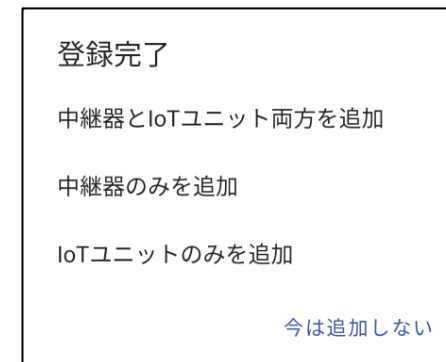 登録完了
中継器とIoTユニット両方を追加
中継器のみを追加
IoTユニットのみを追加
今は追加しない